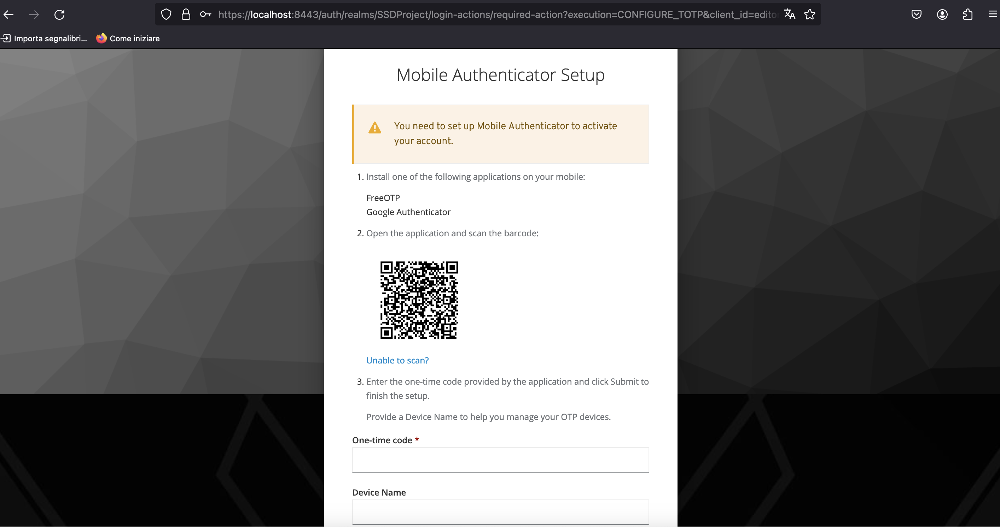 https://localhost:8443/auth/realms/SSDProject/login-actions/required-action?execution=CONFIGURE_TOTP&client_id=edito
Importa segnalibri...
Come iniziare
Mobile Authenticator Setup
You need to set up Mobile Authenticator to activate
your account.
1. Install one of the following applications on your mobile:
FreeOTP
Google Authenticator
2. Open the application and scan the barcode:
Unable to scan?
3. Enter the one-time code provided by the application and click Submit to
finish the setup.
Provide a Device Name to help you manage your OTP devices.
One-time code *
Device Name